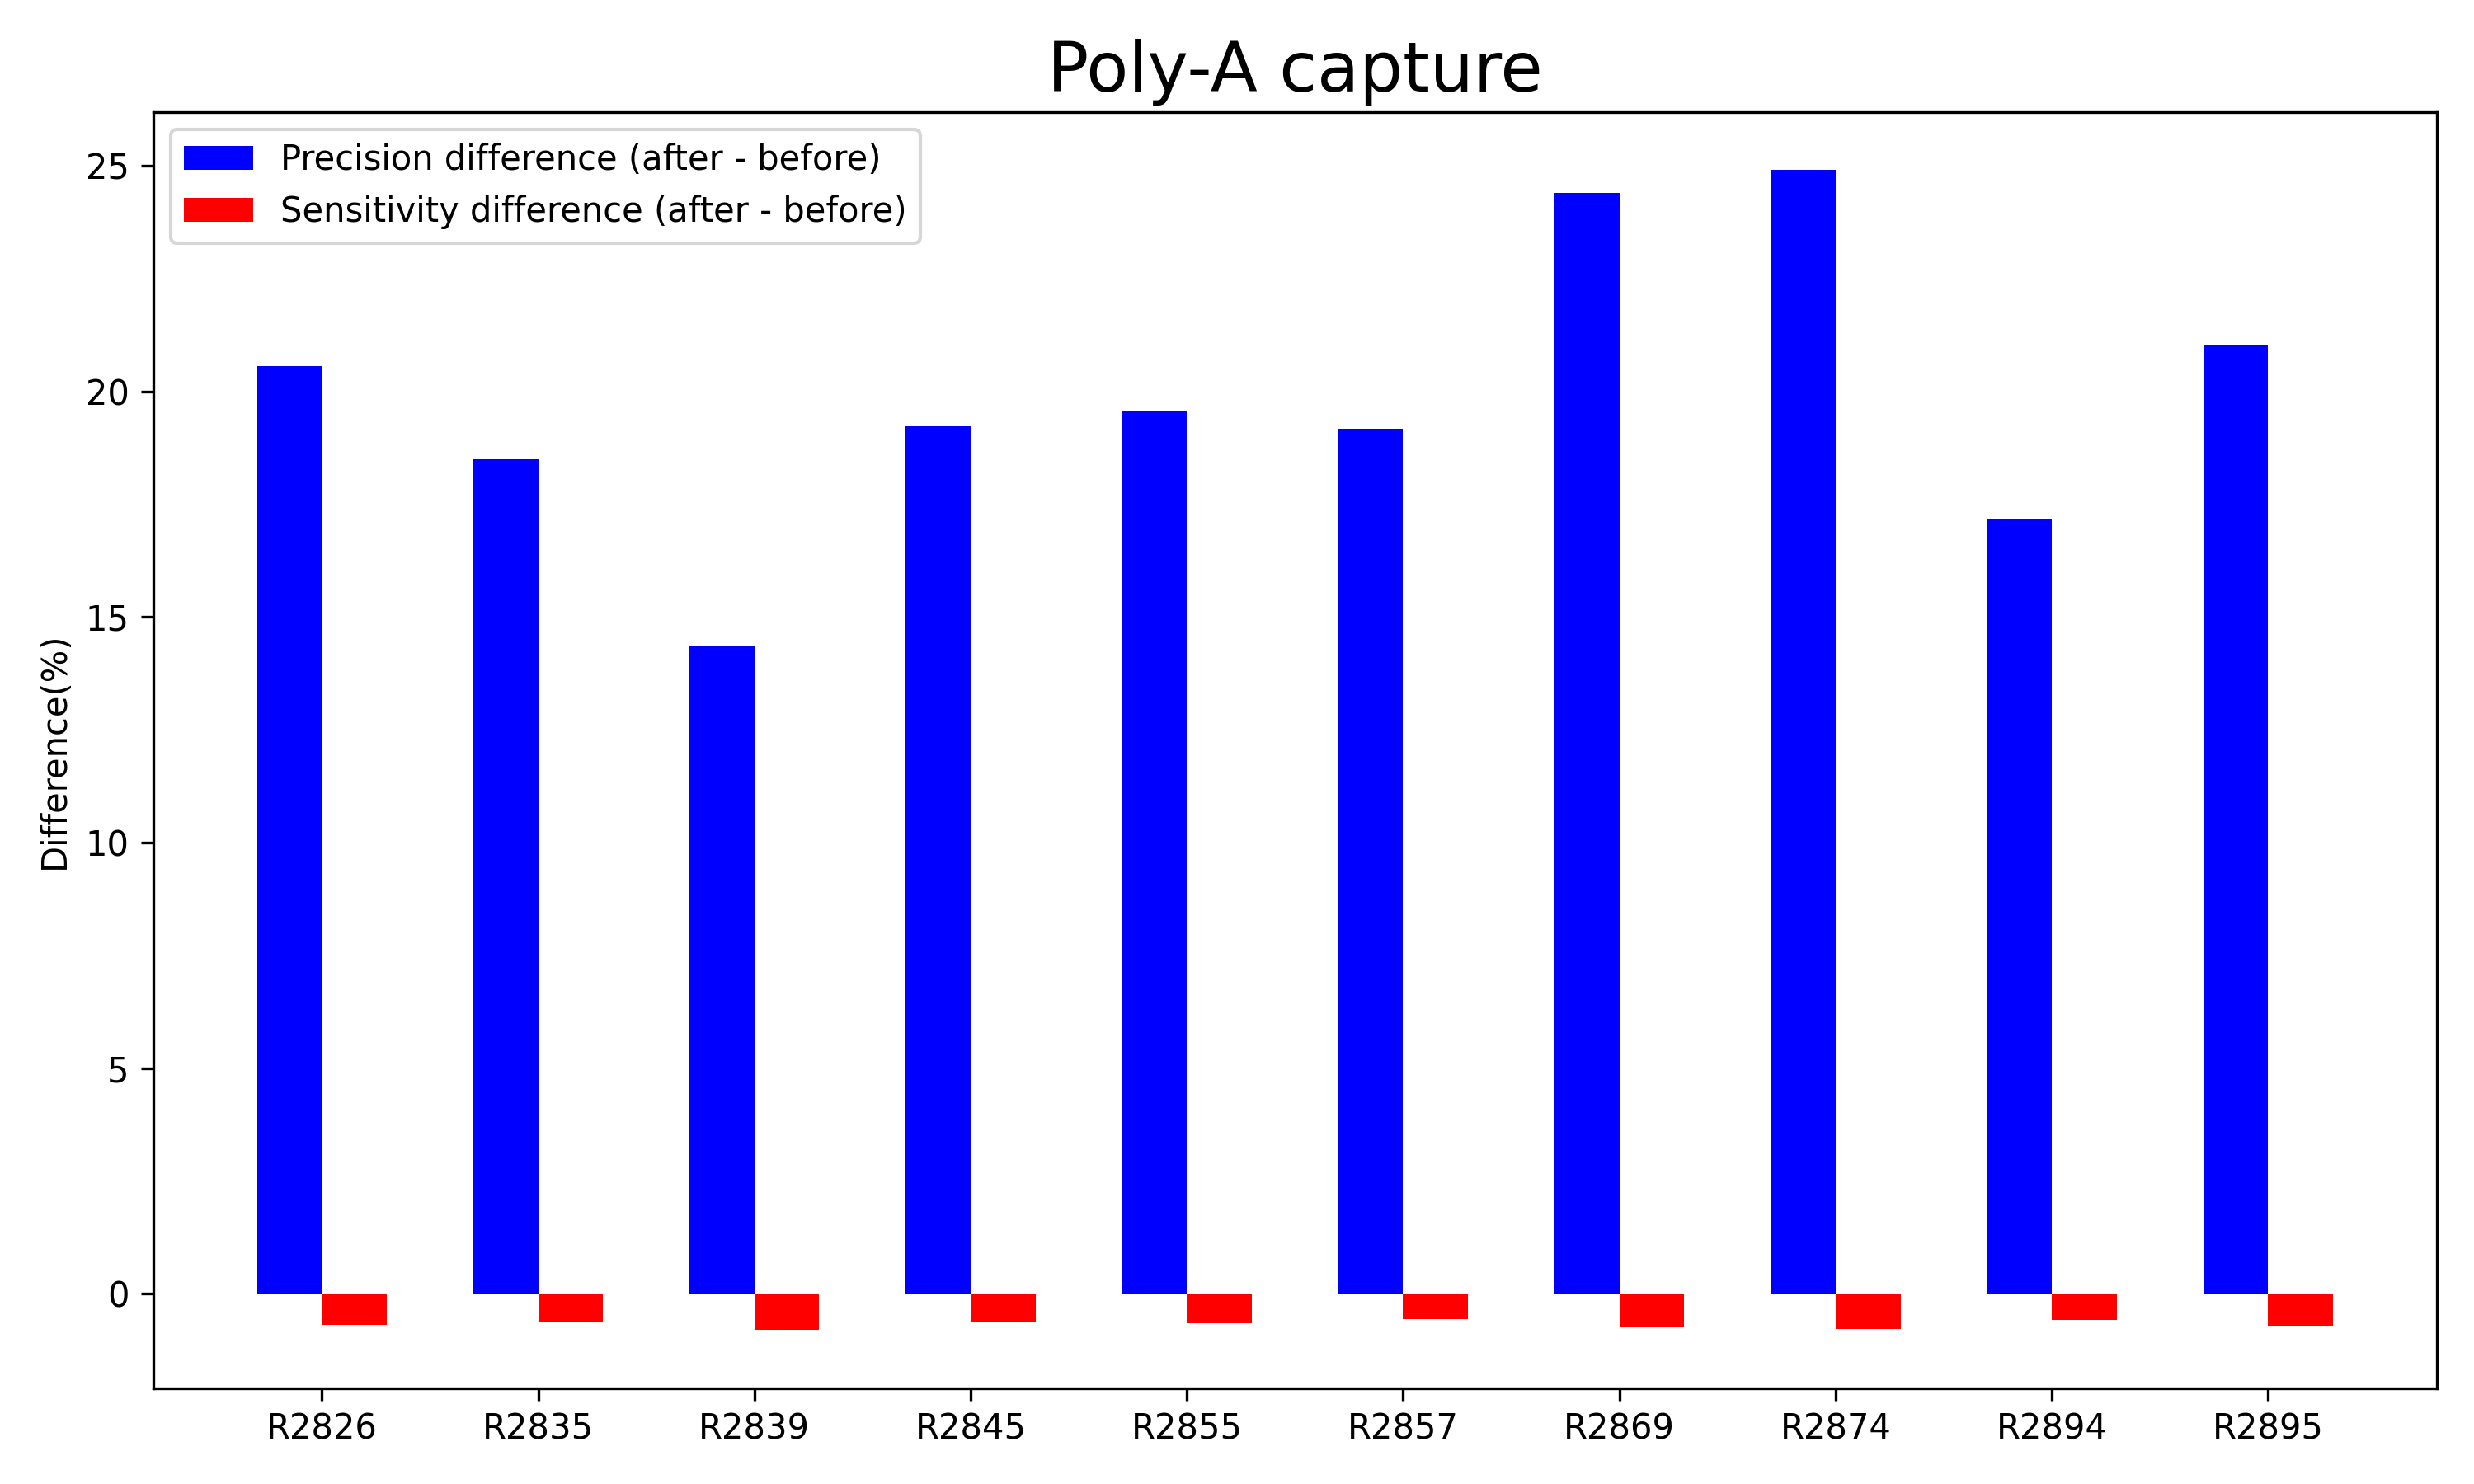 Poly-A capture
Precision difference (after - before)
Sensitivity difference (after - before)
Difference(%)
25
20
15
10
5
0
R2826 R2835 R2839 R2845 R2855 R2857 R2869 R2874 R2894 R2895